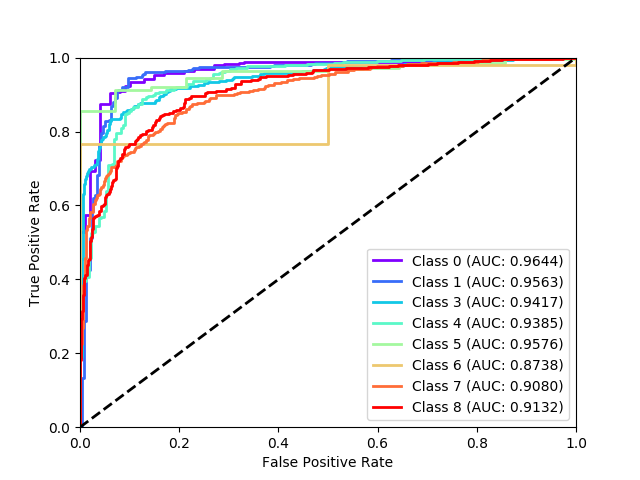 1.0
0.8
0.6
0.4
0.2
0.0
True Positive Rate
Class 0 (AUC: 0.9644)
Class 1 (AUC: 0.9563)
Class 3 (AUC: 0.9417)
Class 4 (AUC: 0.9385)
Class 5 (AUC: 0.9576)
Class 6 (AUC: 0.8738)
Class 7 (AUC: 0.9080)
Class 8 (AUC: 0.9132)
0.0 0.2 0.4 0.6 0.8 1.0
False Positive Rate